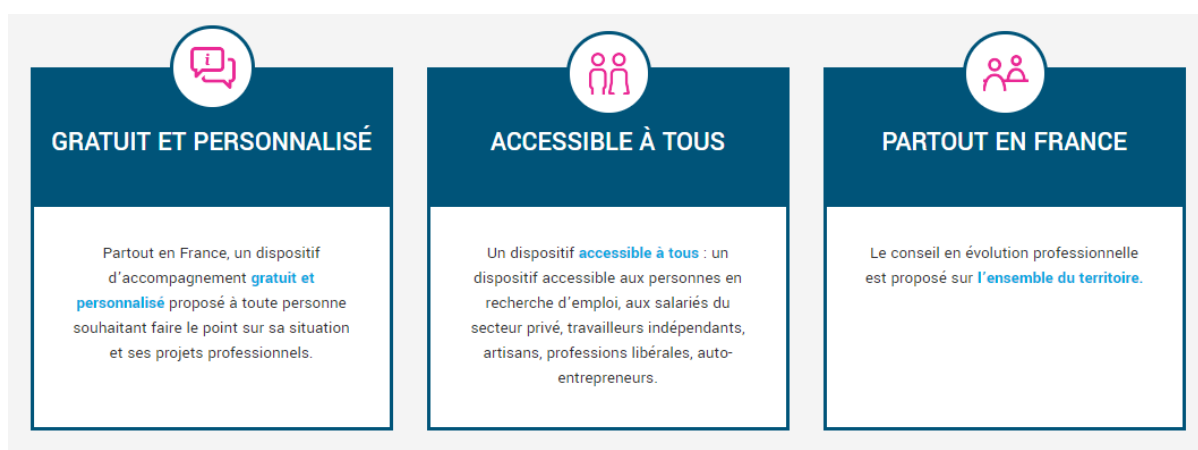 i
GRATUIT ET PERSONNALISÉ
Partout en France, un dispositif
d'accompagnement gratuit et
personnalisé proposé à toute personne
souhaitant faire le point sur sa situation
et ses projets professionnels.
ACCESSIBLE À TOUS
Un dispositif accessible à tous : un
dispositif accessible aux personnes en
recherche d'emploi, aux salariés du
secteur privé, travailleurs indépendants,
artisans, professions libérales, auto-
entrepreneurs.
PARTOUT EN FRANCE
Le conseil en évolution professionnelle
est proposé sur l'ensemble du territoire.